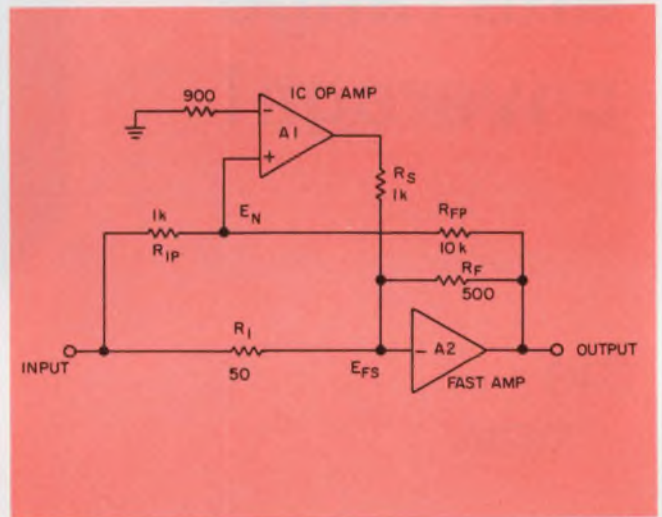 900
IC OP AMP
−
A1
+
R_S
1k
1k
E_N
R_FP
R_IP
10k
R_F
500
R_I
−
A2
INPUT
50
E_FS
OUTPUT
FAST AMP